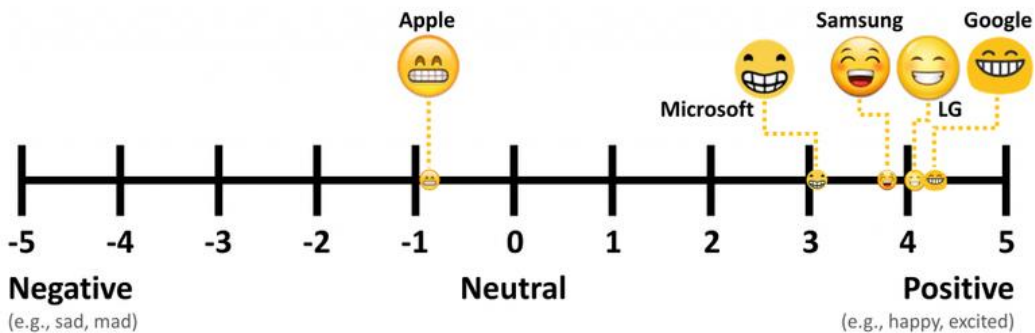 Apple
Samsung
Google
Microsoft
LG
-5 -4 -3 -2 -1 0 1 2 3 4 5
Negative Neutral Positive
(e.g., sad, mad) (e.g., happy, excited)